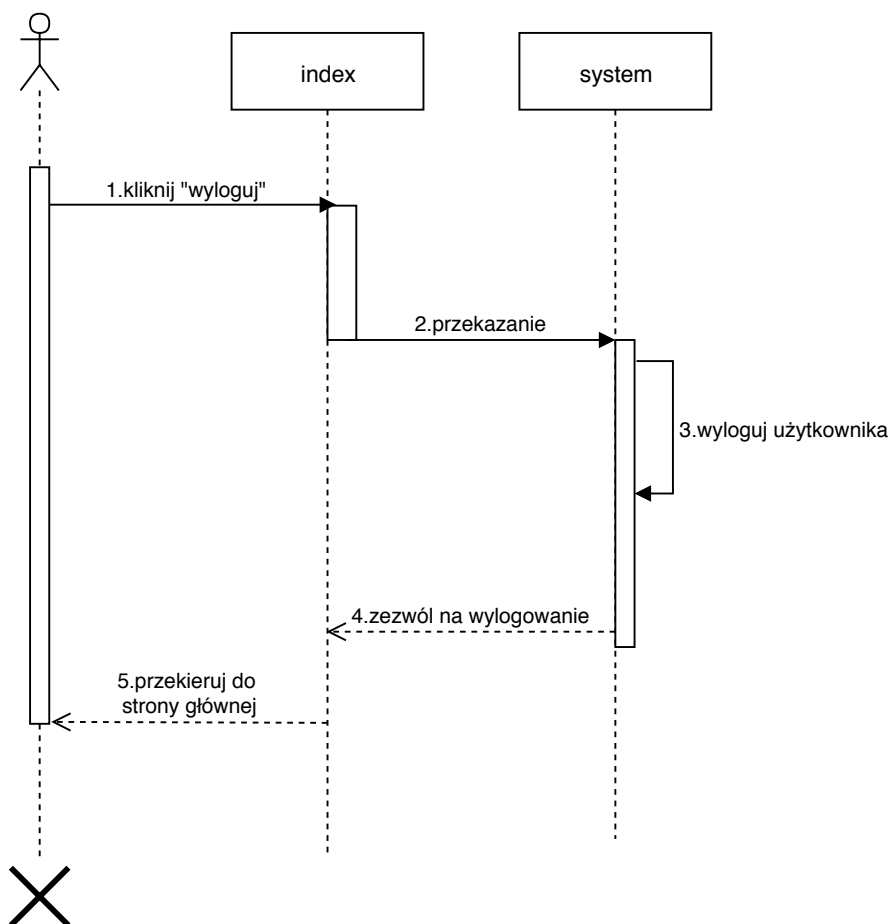 index
system
1.kliknij "wyloguj"
2.przekazanie
3.wyloguj użytkownika
4.zezwól na wylogowanie
5.przekieruj do
strony głównej